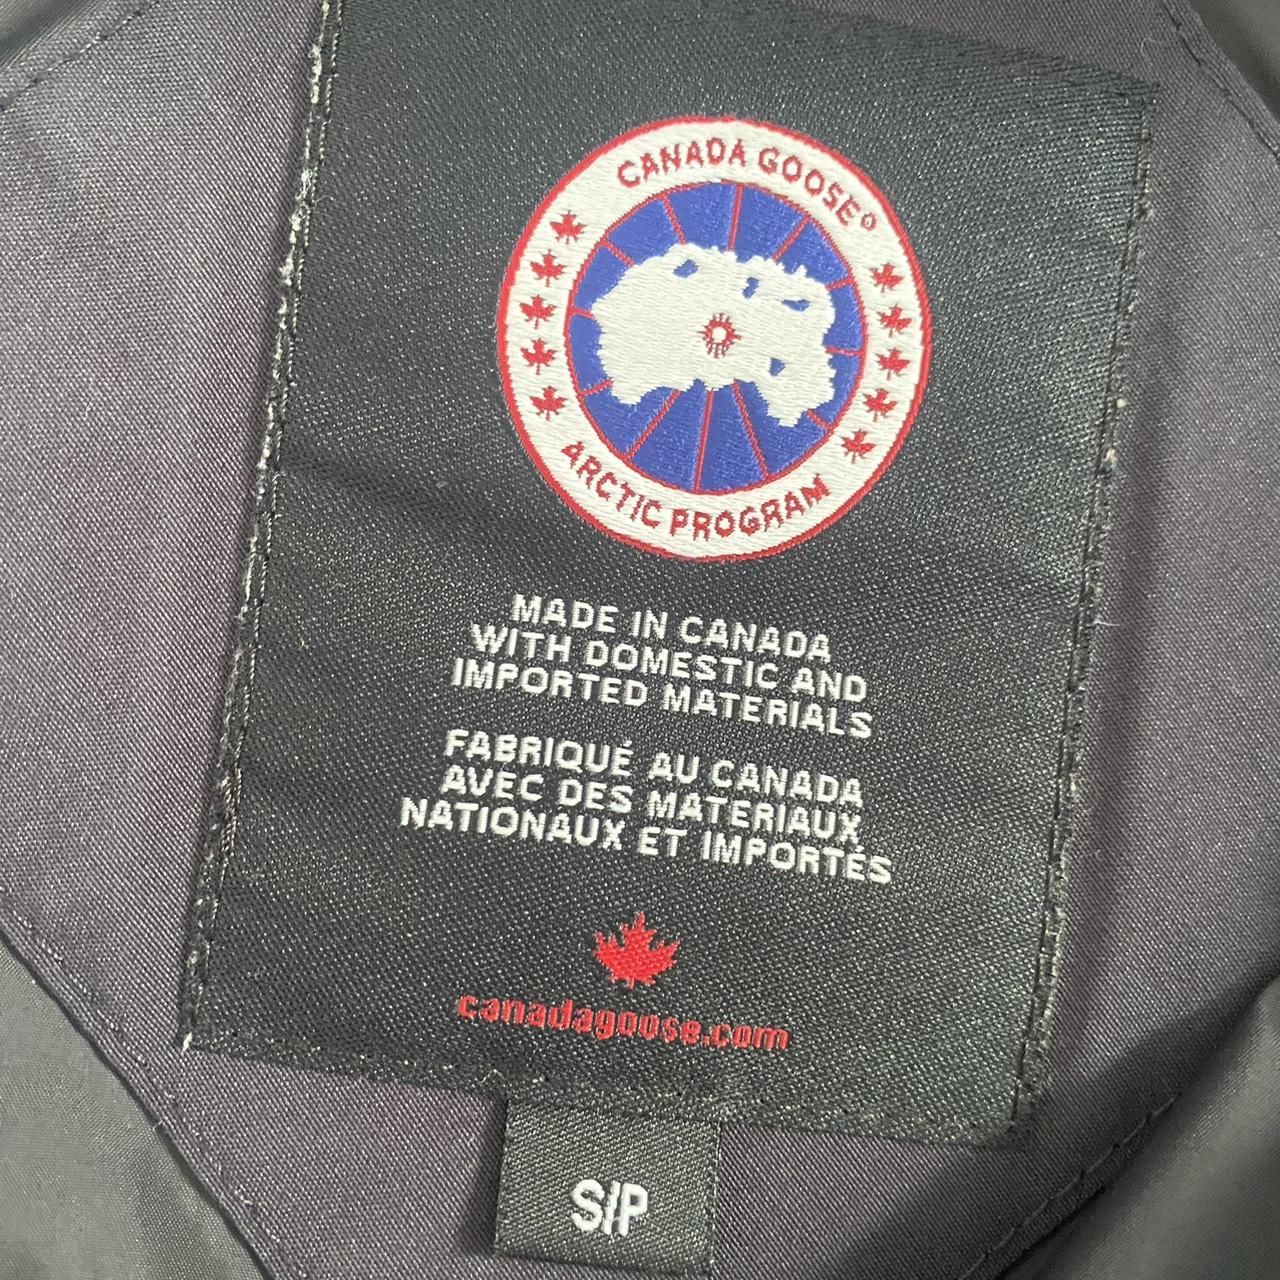 CANADA GOOSE®
ARCTIC PROGRAM
MADE IN CANADA
WITH DOMESTIC AND
IMPORTED MATERIALS
FABRIQUÉ AU CANADA
AVEC DES MATERIAUX
NATIONAUX ET IMPORTÉS
canadagoose.com
S/P